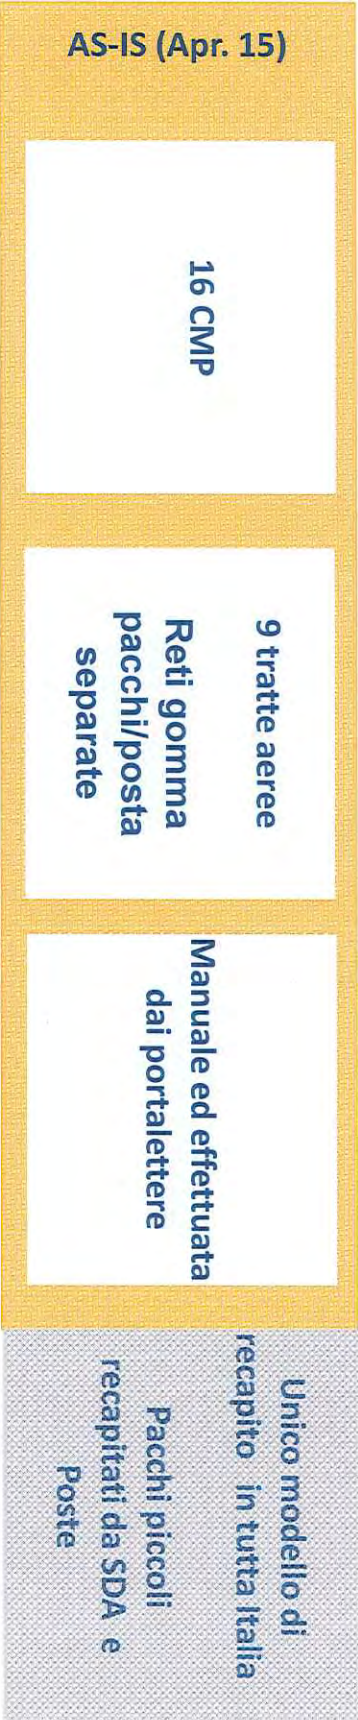 AS-IS (Apr. 15)
16 CMP
9 tratte aeree
Reti gomma
pacchi/posta
separate
Manuale ed effettuata
dai portalettere
Unico modello di
recapito in tutta Italia
Pacchi piccoli
recapitati da SDA e
Poste